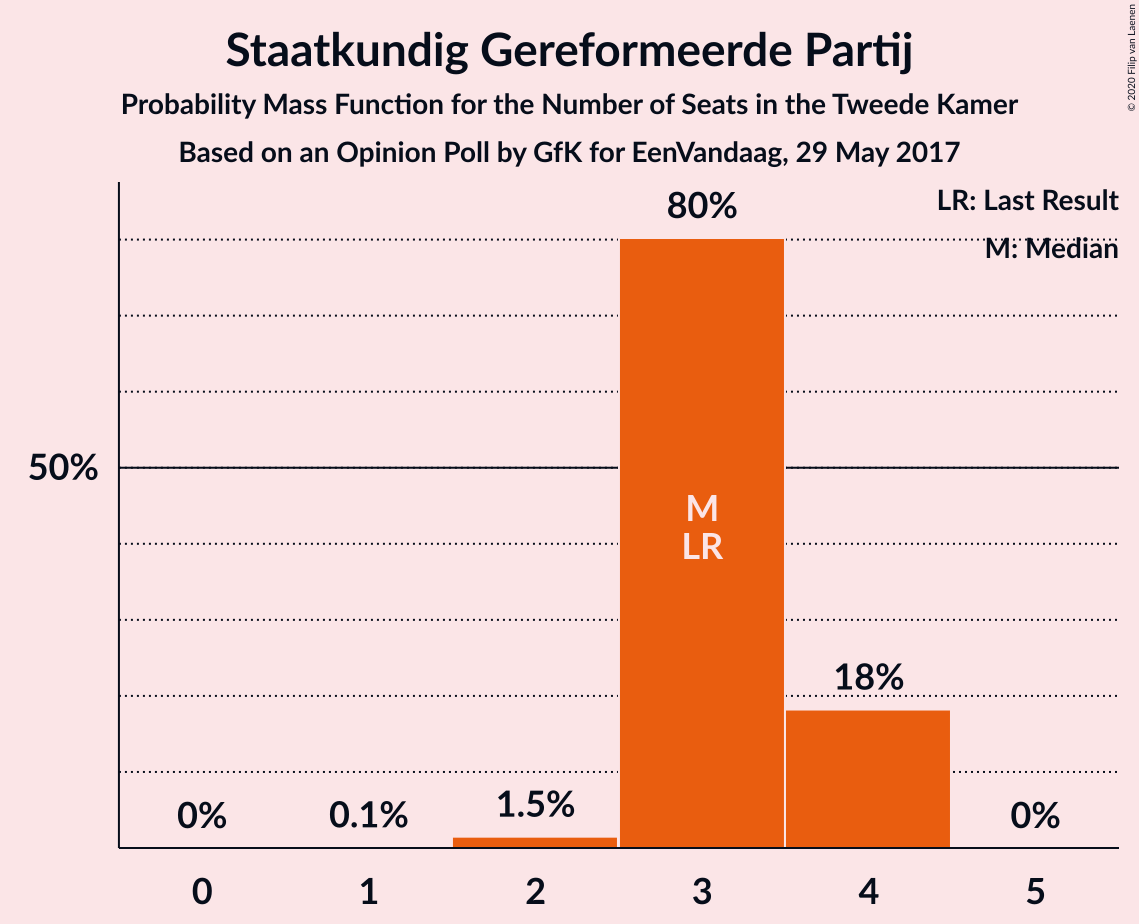 Staatkundig Gereformeerde Partij
Probability Mass Function for the Number of Seats in the Tweede Kamer
Based on an Opinion Poll by GfK for EenVandaag, 29 May 2017
© 2020 Filip van Laenen
LR: Last Result
M: Median
80%
50%
M
LR
18%
0%
0.1%
1.5%
0%
0
1
2
3
4
5